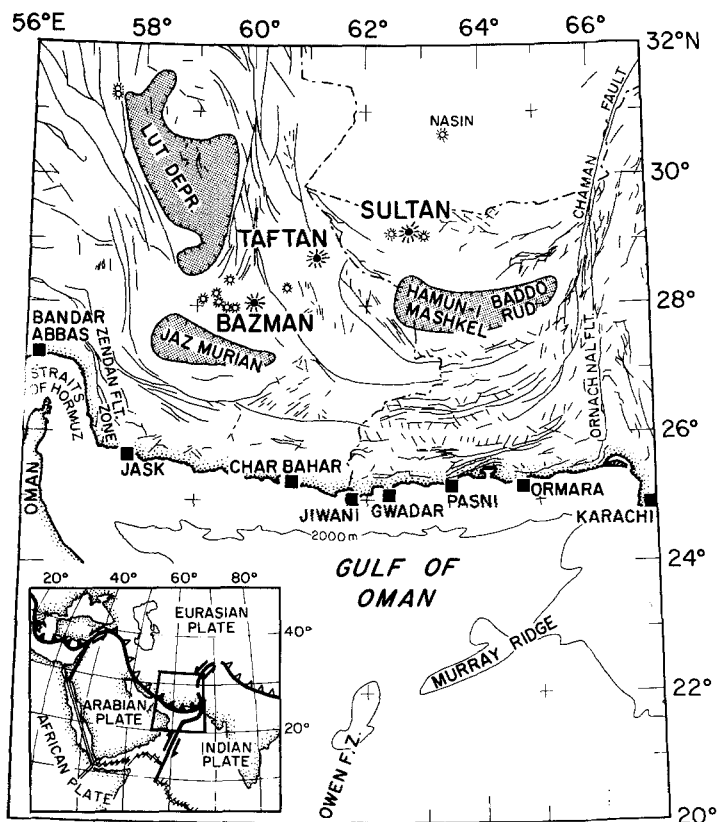 56°E
58°
60°
62°
64°
66°
32°N
NASIN
CHAMAN FAULT
LUT DEPR.
30°
SULTAN
TAFTAN
HAMUN-I
MASHKEL
BADDO
RUD
28°
BAZMAN
BANDAR
ABBAS
JAZ MURIAN
ZENDAN FLT.
ZONE
STRAITS
OF HORMUZ
ORNACHNAL FLT.
26°
OMAN
JASK
CHAR BAHAR
JIWANI
GWADAR
PASNI
ORMARA
KARACHI
2000m
24°
GULF OF
OMAN
MURRAY RIDGE
22°
OWEN F.Z.
20°
20°
40°
60°
80°
EURASIAN
PLATE
40°
ARABIAN
PLATE
20°
AFRICAN PLATE
INDIAN
PLATE